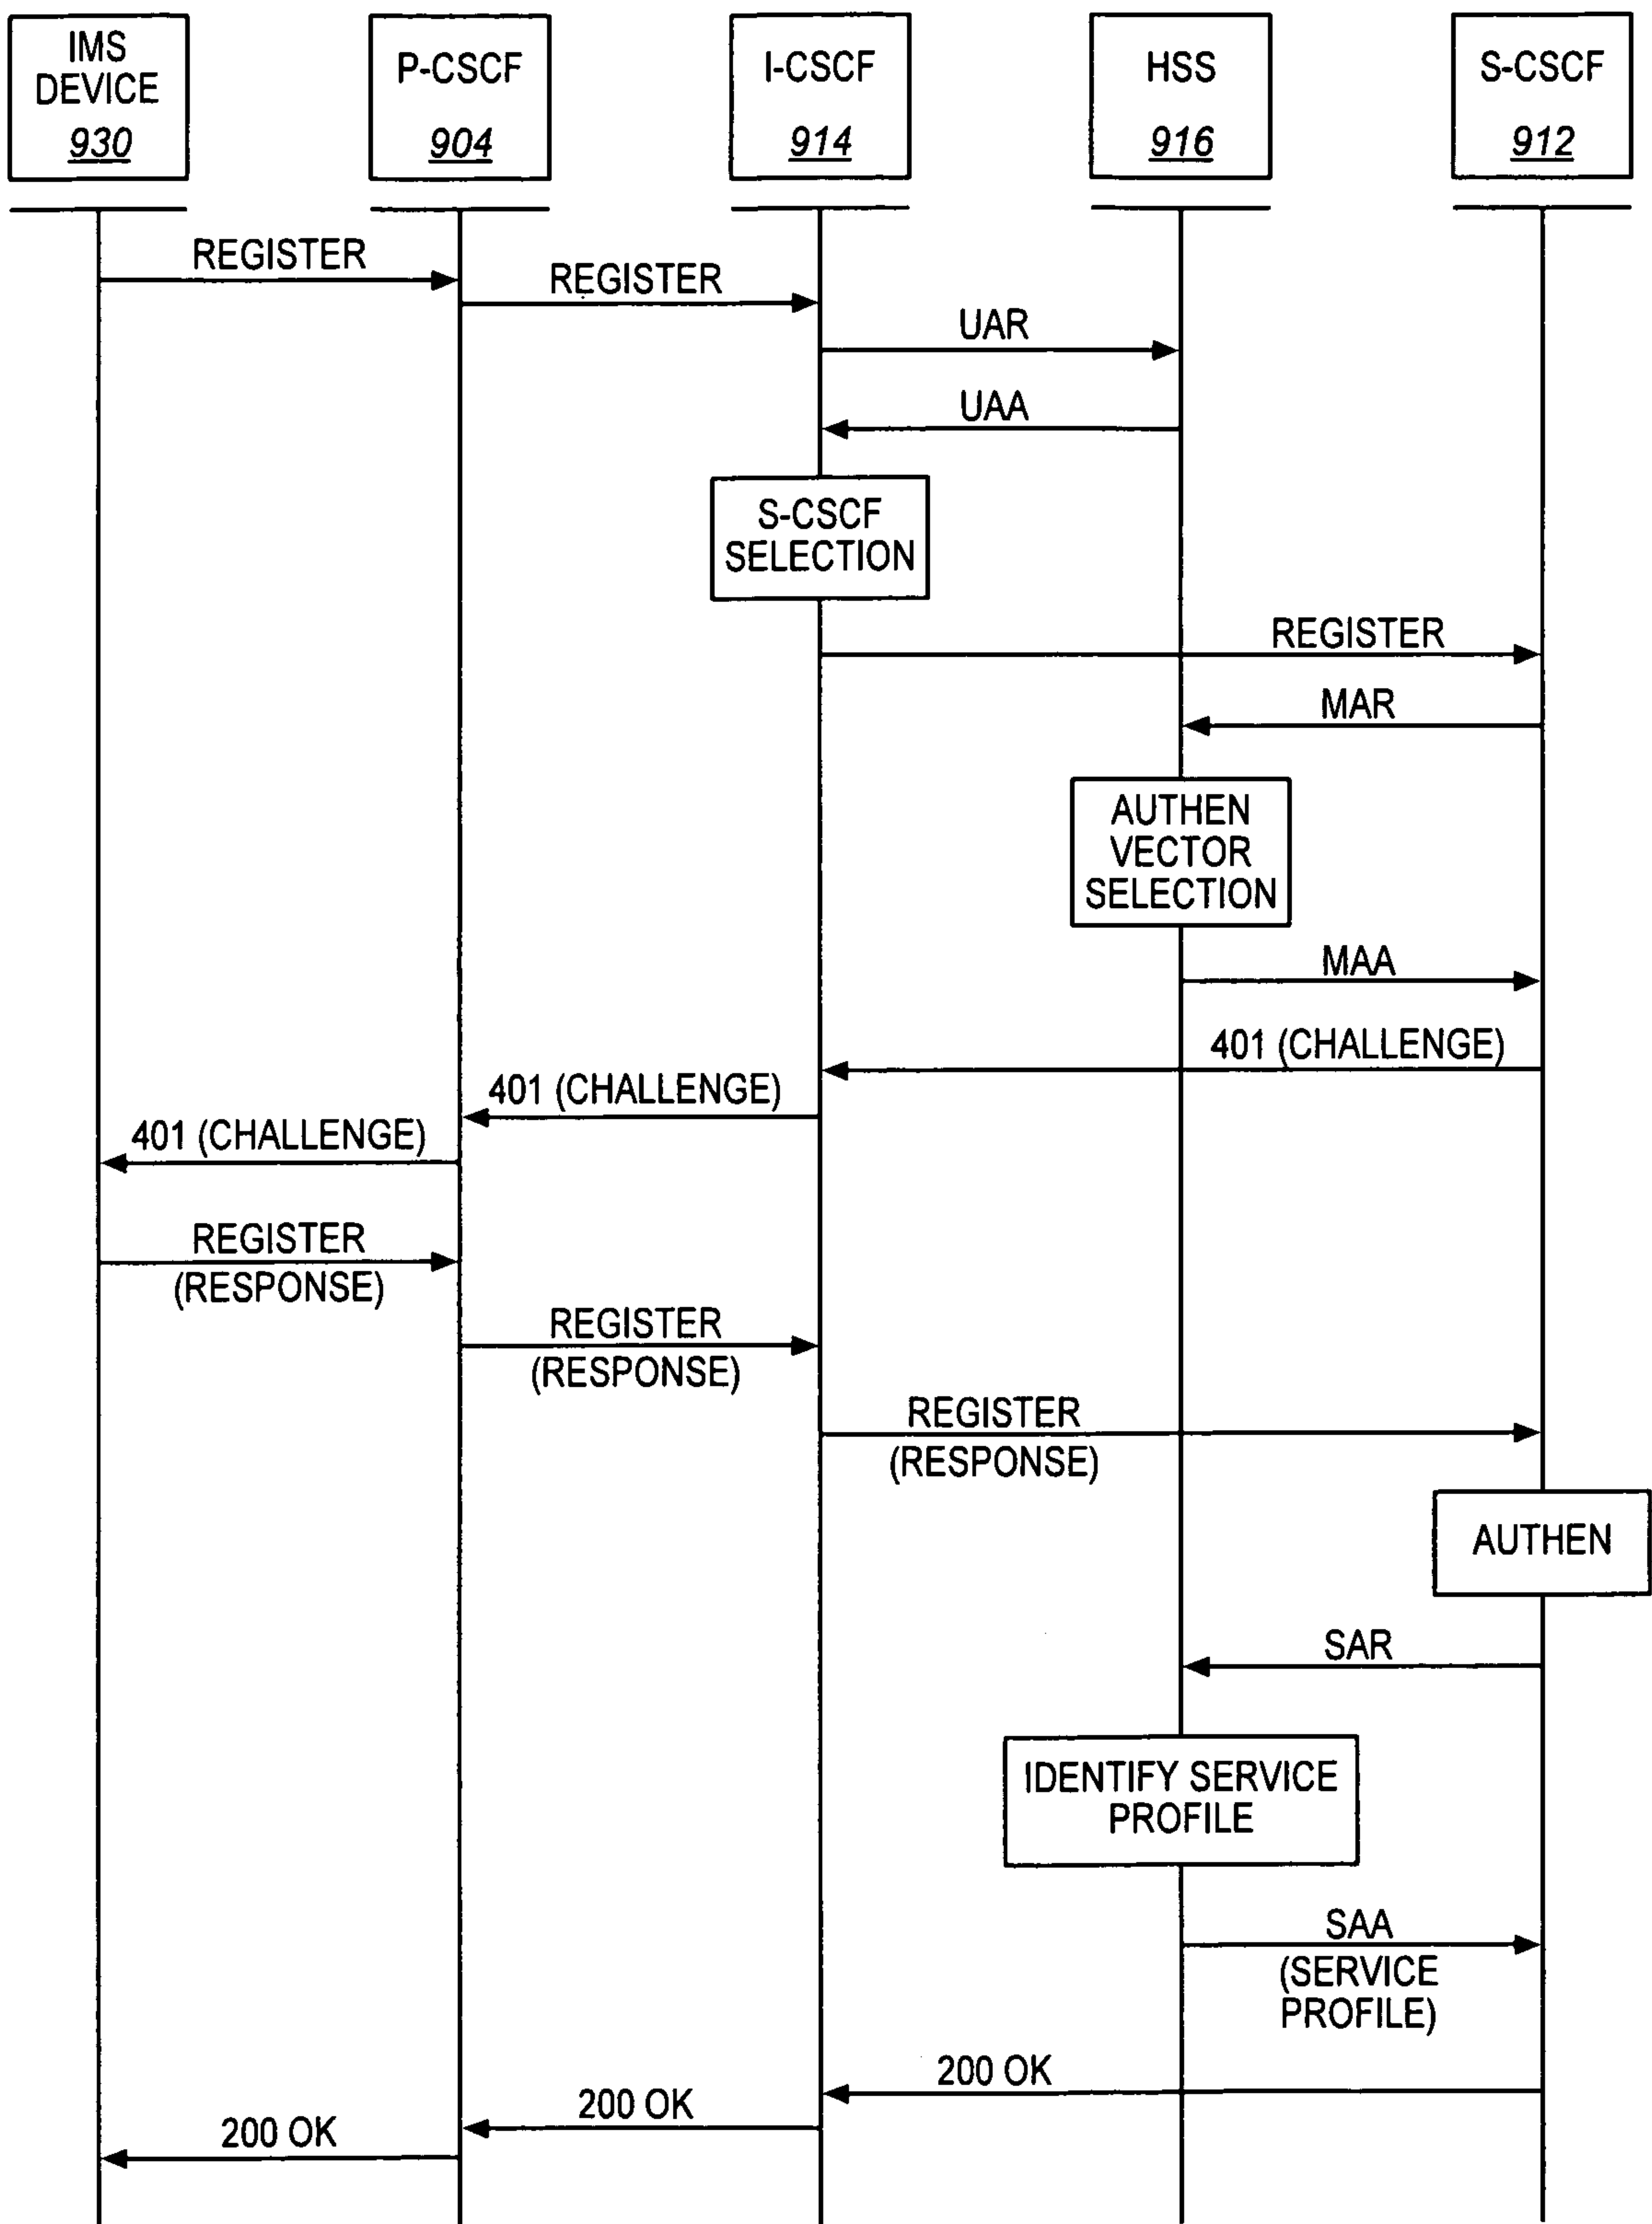 IMS
DEVICE
930
P-CSCF
904
I-CSCF
914
HSS
916
S-CSCF
912
REGISTER
REGISTER
UAR
UAA
S-CSCF
SELECTION
REGISTER
MAR
AUTHEN
VECTOR
SELECTION
MAA
401 (CHALLENGE)
401 (CHALLENGE)
401 (CHALLENGE)
REGISTER
(RESPONSE)
REGISTER
(RESPONSE)
REGISTER
(RESPONSE)
AUTHEN
SAR
IDENTIFY SERVICE
PROFILE
SAA
(SERVICE
PROFILE)
200 OK
200 OK
200 OK